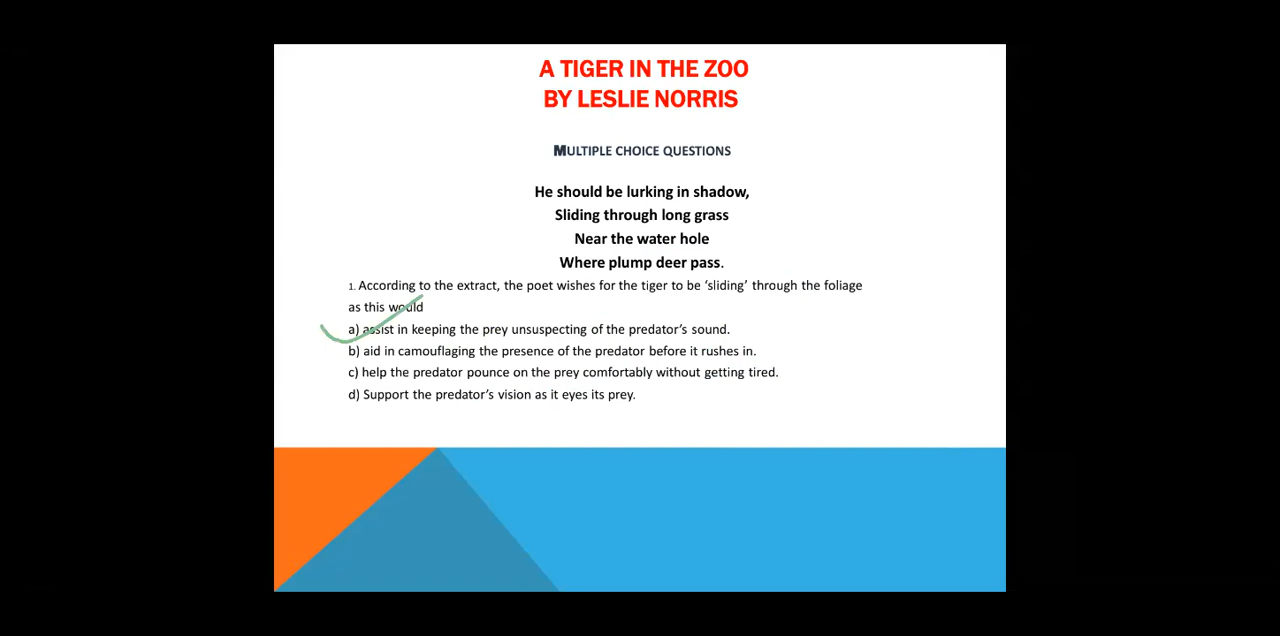 A TIGER IN THE ZOO
BY LESLIE NORRIS
MULTIPLE CHOICE QUESTIONS
He should be lurking in shadow,
Sliding through long grass
Near the water hole
Where plump deer pass.
1. According to the extract, the poet wishes for the tiger to be ‘sliding’ through the foliage
as this would
a) assist in keeping the prey unsuspecting of the predator’s sound.
b) aid in camouflaging the presence of the predator before it rushes in.
c) help the predator pounce on the prey comfortably without getting tired.
d) Support the predator’s vision as it eyes its prey.